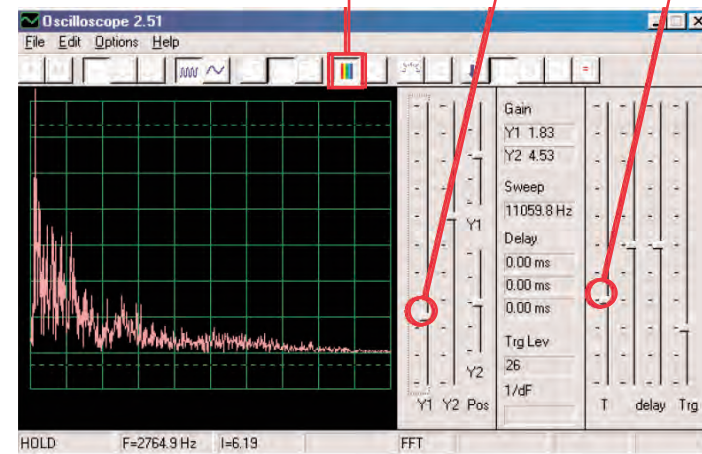 Oscilloscope 2.51
File Edit Options Help
Gain
Y1 1.83
Y2 4.53
Sweep
11059.8 Hz
Y1
Delay
0.00 ms
0.00 ms
0.00 ms
Trg Lev
26
Y2
1/dF
Y1 Y2 Pos
T delay Trg
HOLD F=2764.9 Hz I=6.19 FFT